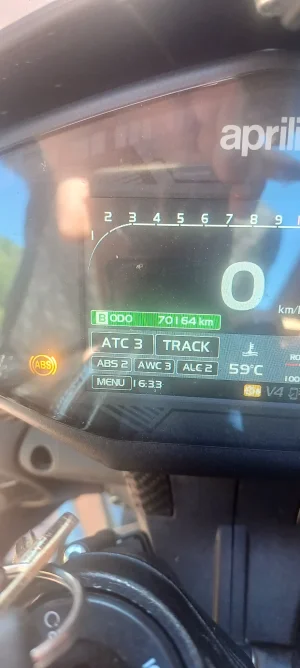 aprili
2 3 4 5 6 7 8 9
1
0
km/
B ODO 70164 km
ATC 3 TRACK
ABS 2 AWC 3 ALC 2 59°C
ABS
MENU 16:33
V4
100